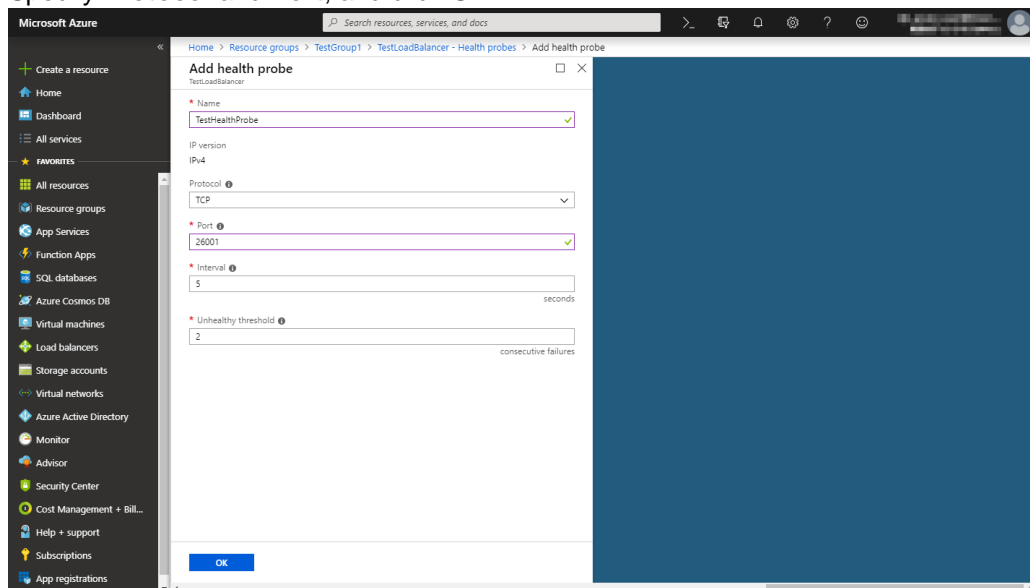 Microsoft Azure
Search resources, services, and docs
Home > Resource groups > TestGroup1 > TestLoadBalancer - Health probes > Add health probe
Create a resource
Home
Dashboard
All services
FAVORITES
All resources
Resource groups
App Services
Function Apps
SQL databases
Azure Cosmos DB
Virtual machines
Load balancers
Storage accounts
Virtual networks
Azure Active Directory
Monitor
Advisor
Security Center
Cost Management + Bill...
Help + support
Subscriptions
App registrations
Add health probe
TestLoadBalancer
* Name
TestHealthProbe
IP version
IPv4
Protocol
TCP
* Port
26001
* Interval
5
seconds
* Unhealthy threshold
2
consecutive failures
OK